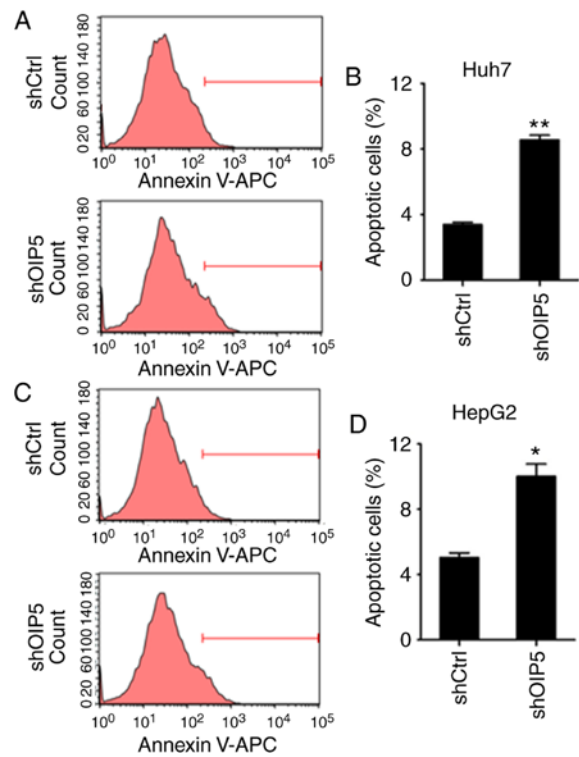 A
shCtrl
Count
0 20 60 100 140 180
10⁰ 10¹ 10² 10³ 10⁴ 10⁵
Annexin V-APC
shOIP5
Count
0 20 60 100 140 180
10⁰ 10¹ 10² 10³ 10⁴ 10⁵
Annexin V-APC
B
Huh7
Apoptotic cells (%)
12
8
4
0
**
shCtrl
shOIP5
C
shCtrl
Count
0 20 60 100 140 180
10⁰ 10¹ 10² 10³ 10⁴ 10⁵
Annexin V-APC
shOIP5
Count
0 20 60 100 140 180
10⁰ 10¹ 10² 10³ 10⁴ 10⁵
Annexin V-APC
D
HepG2
Apoptotic cells (%)
12
8
4
0
*
shCtrl
shOIP5